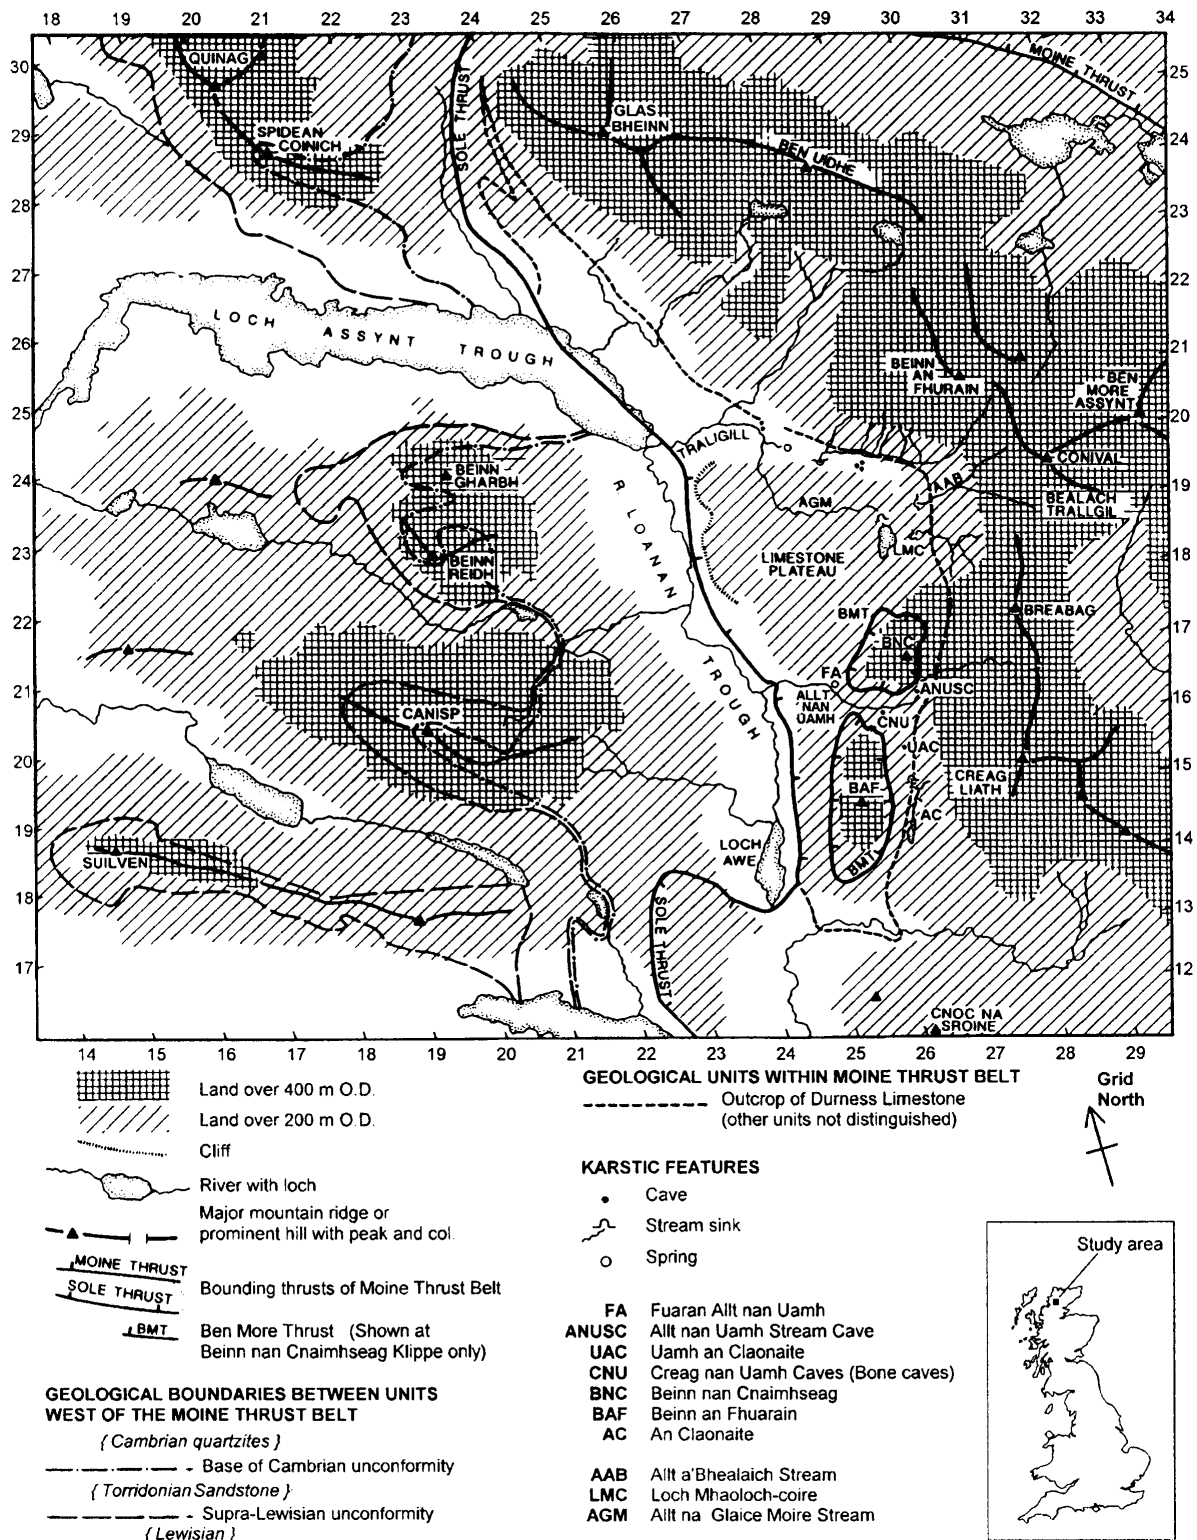 18 19 20 21 22 23 24 25 26 27 28 29 30 31 32 33 34
30
29
28
27
26
25
24
23
22
21
20
19
18
17
25
24
23
22
21
20
19
18
17
16
15
14
13
12
QUINAG
SPIDEAN
COINICH
SOLE THRUST
GLAS
BHEINN
BEN UIDHE
MOINE THRUST
LOCH ASSYNT TROUGH
BEINN
AN
FHURAIN
BEN
MORE
ASSYNT
CONIVAL
BEALACH
TRALLGIL
TRALIGILL
AAB
AGM
LMC
LIMESTONE
PLATEAU
BEINN
GHARBH
BEINN
REIDH
R. LOANAN TROUGH
BMT
BNC
BREABAG
FA
ALLT
NAN
UAMH
ANUSC
CNU
UAC
CANISP
CREAG
LIATH
BAF
AC
BMT
LOCH
AWE
SUILVEN
SOLE THRUST
CNOC NA
SROINE
14 15 16 17 18 19 20 21 22 23 24 25 26 27 28 29
Land over 400 m O.D.
Land over 200 m O.D.
Cliff
River with loch
Major mountain ridge or
prominent hill with peak and col.
MOINE THRUST
SOLE THRUST
Bounding thrusts of Moine Thrust Belt
BMT
Ben More Thrust (Shown at
Beinn nan Cnaimhseag Klippe only)
GEOLOGICAL BOUNDARIES BETWEEN UNITS
WEST OF THE MOINE THRUST BELT
{ Cambrian quartzites }
Base of Cambrian unconformity
{ Torridonian Sandstone }
Supra-Lewisian unconformity
{ Lewisian }
GEOLOGICAL UNITS WITHIN MOINE THRUST BELT
Outcrop of Durness Limestone
(other units not distinguished)
KARSTIC FEATURES
Cave
Stream sink
Spring
FA Fuaran Allt nan Uamh
ANUSC Allt nan Uamh Stream Cave
UAC Uamh an Claonaite
CNU Creag nan Uamh Caves (Bone caves)
BNC Beinn nan Cnaimhseag
BAF Beinn an Fhuarain
AC An Claonaite
AAB Allt a'Bhealaich Stream
LMC Loch Mhaoloch-coire
AGM Allt na Glaice Moire Stream
Grid
North
Study area